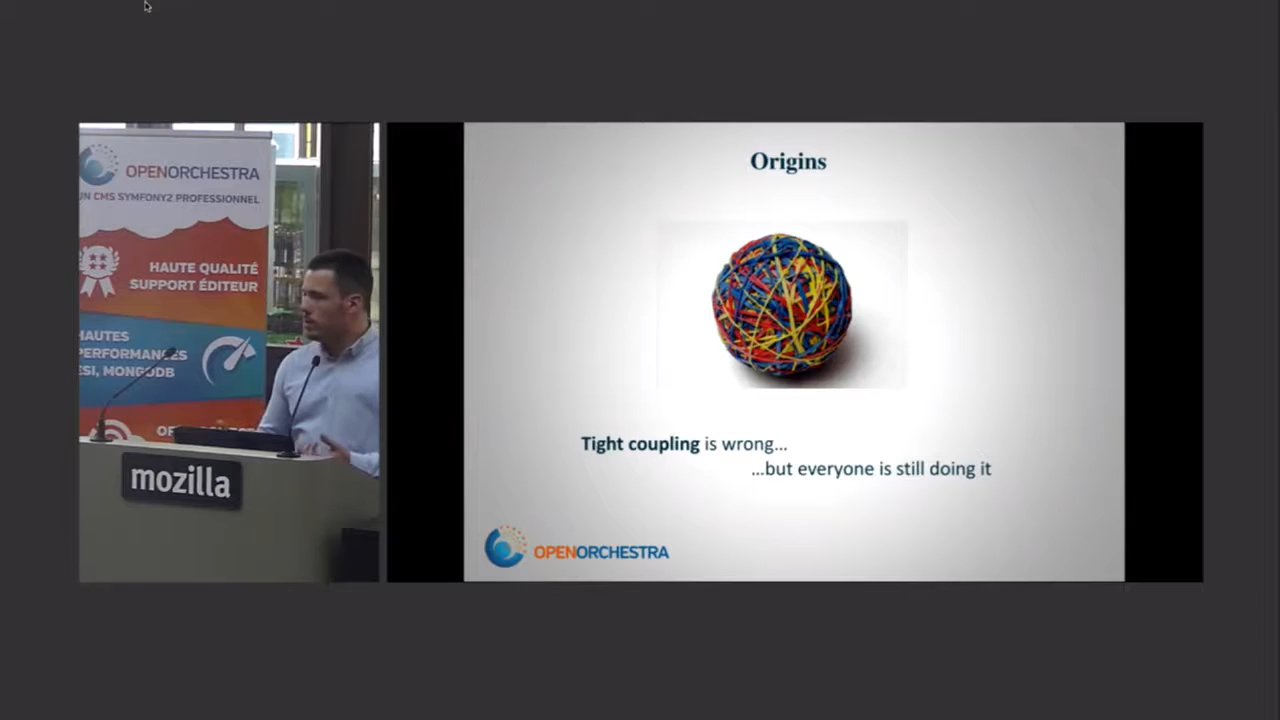 OPENORCHESTRA
UN CMS SYMFONY2 PROFESSIONNEL
HAUTE QUALITÉ
SUPPORT ÉDITEUR
HAUTES
PERFORMANCES
ESI, MONGODB
mozilla
Origins
Tight coupling is wrong...
...but everyone is still doing it
OPENORCHESTRA